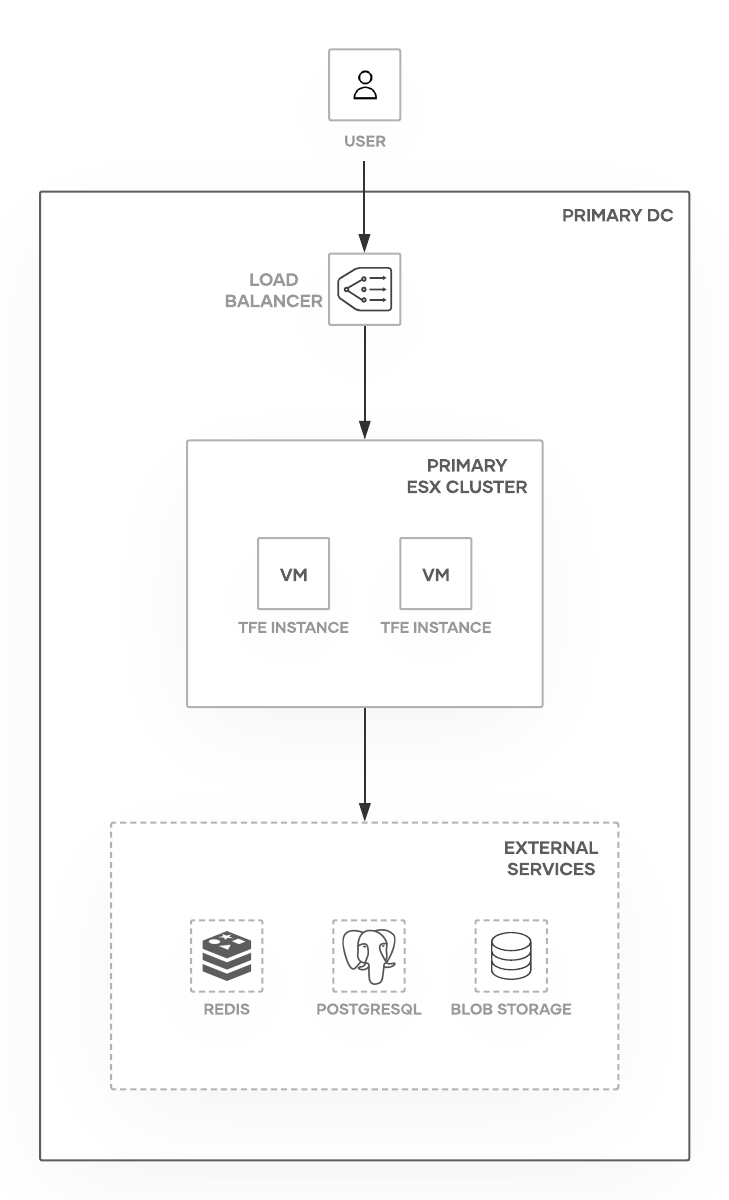 USER
PRIMARY DC
LOAD
BALANCER
PRIMARY
ESX CLUSTER
VM
VM
TFE INSTANCE
TFE INSTANCE
EXTERNAL
SERVICES
REDIS
POSTGRESQL
BLOB STORAGE